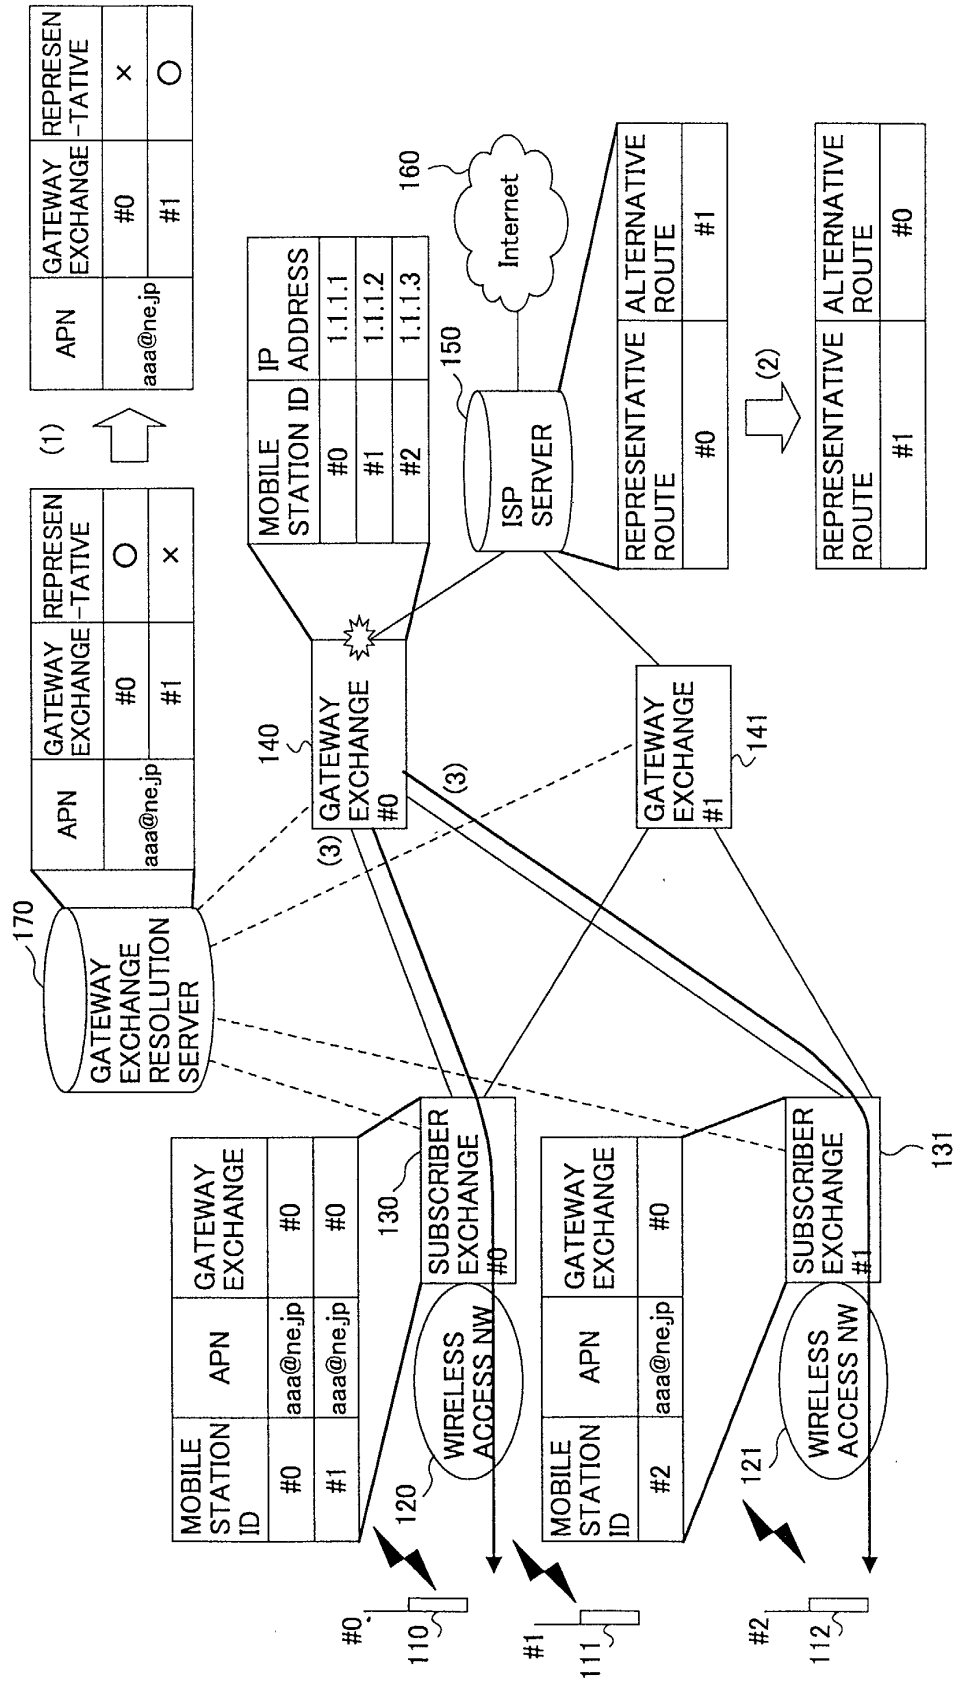 170
GATEWAY
EXCHANGE
RESOLUTION
SERVER
APN
GATEWAY
EXCHANGE
REPRESEN
-TATIVE
aaa@ne.jp
#0
○
#1
×
(1)
APN
GATEWAY
EXCHANGE
REPRESEN
-TATIVE
aaa@ne.jp
#0
×
#1
○
MOBILE
STATION
ID
APN
GATEWAY
EXCHANGE
#0
aaa@ne.jp
#0
#1
aaa@ne.jp
#0
MOBILE
STATION ID
IP
ADDRESS
#0
1.1.1.1
#1
1.1.1.2
#2
1.1.1.3
140
GATEWAY
EXCHANGE
#0
(3)
(3)
#0
110
120
WIRELESS
ACCESS NW
130
SUBSCRIBER
EXCHANGE
#0
150
ISP
SERVER
160
Internet
#1
111
MOBILE
STATION
ID
APN
GATEWAY
EXCHANGE
#2
aaa@ne.jp
#0
GATEWAY
EXCHANGE
#1
141
REPRESENTATIVE
ROUTE
ALTERNATIVE
ROUTE
#0
#1
(2)
REPRESENTATIVE
ROUTE
ALTERNATIVE
ROUTE
#1
#0
#2
112
121
WIRELESS
ACCESS NW
SUBSCRIBER
EXCHANGE
#1
131